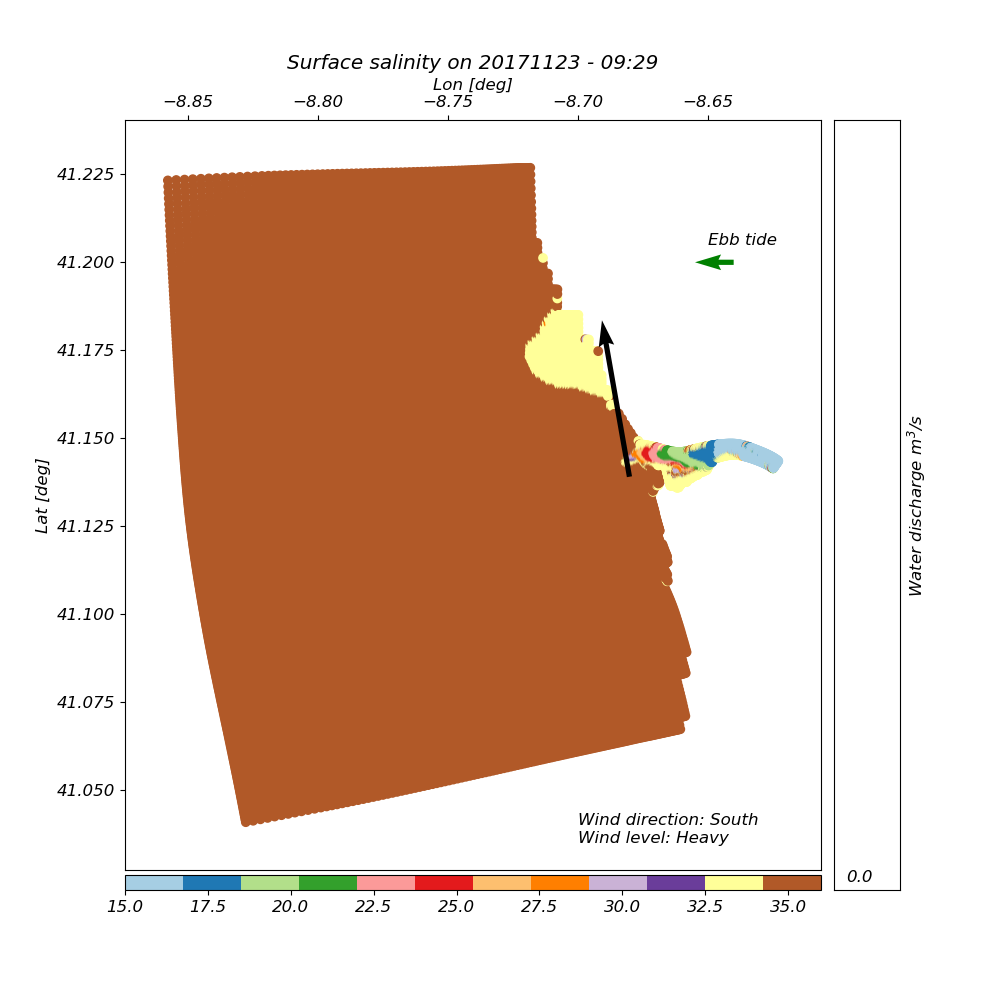 Surface salinity on 20171123 - 09:29
Lon [deg]
−8.85 −8.80 −8.75 −8.70 −8.65
41.225
41.200
41.175
41.150
41.125
41.100
41.075
41.050
Lat [deg]
Ebb tide
Wind direction: South
Wind level: Heavy
15.0 17.5 20.0 22.5 25.0 27.5 30.0 32.5 35.0
0.0
Water discharge m³/s